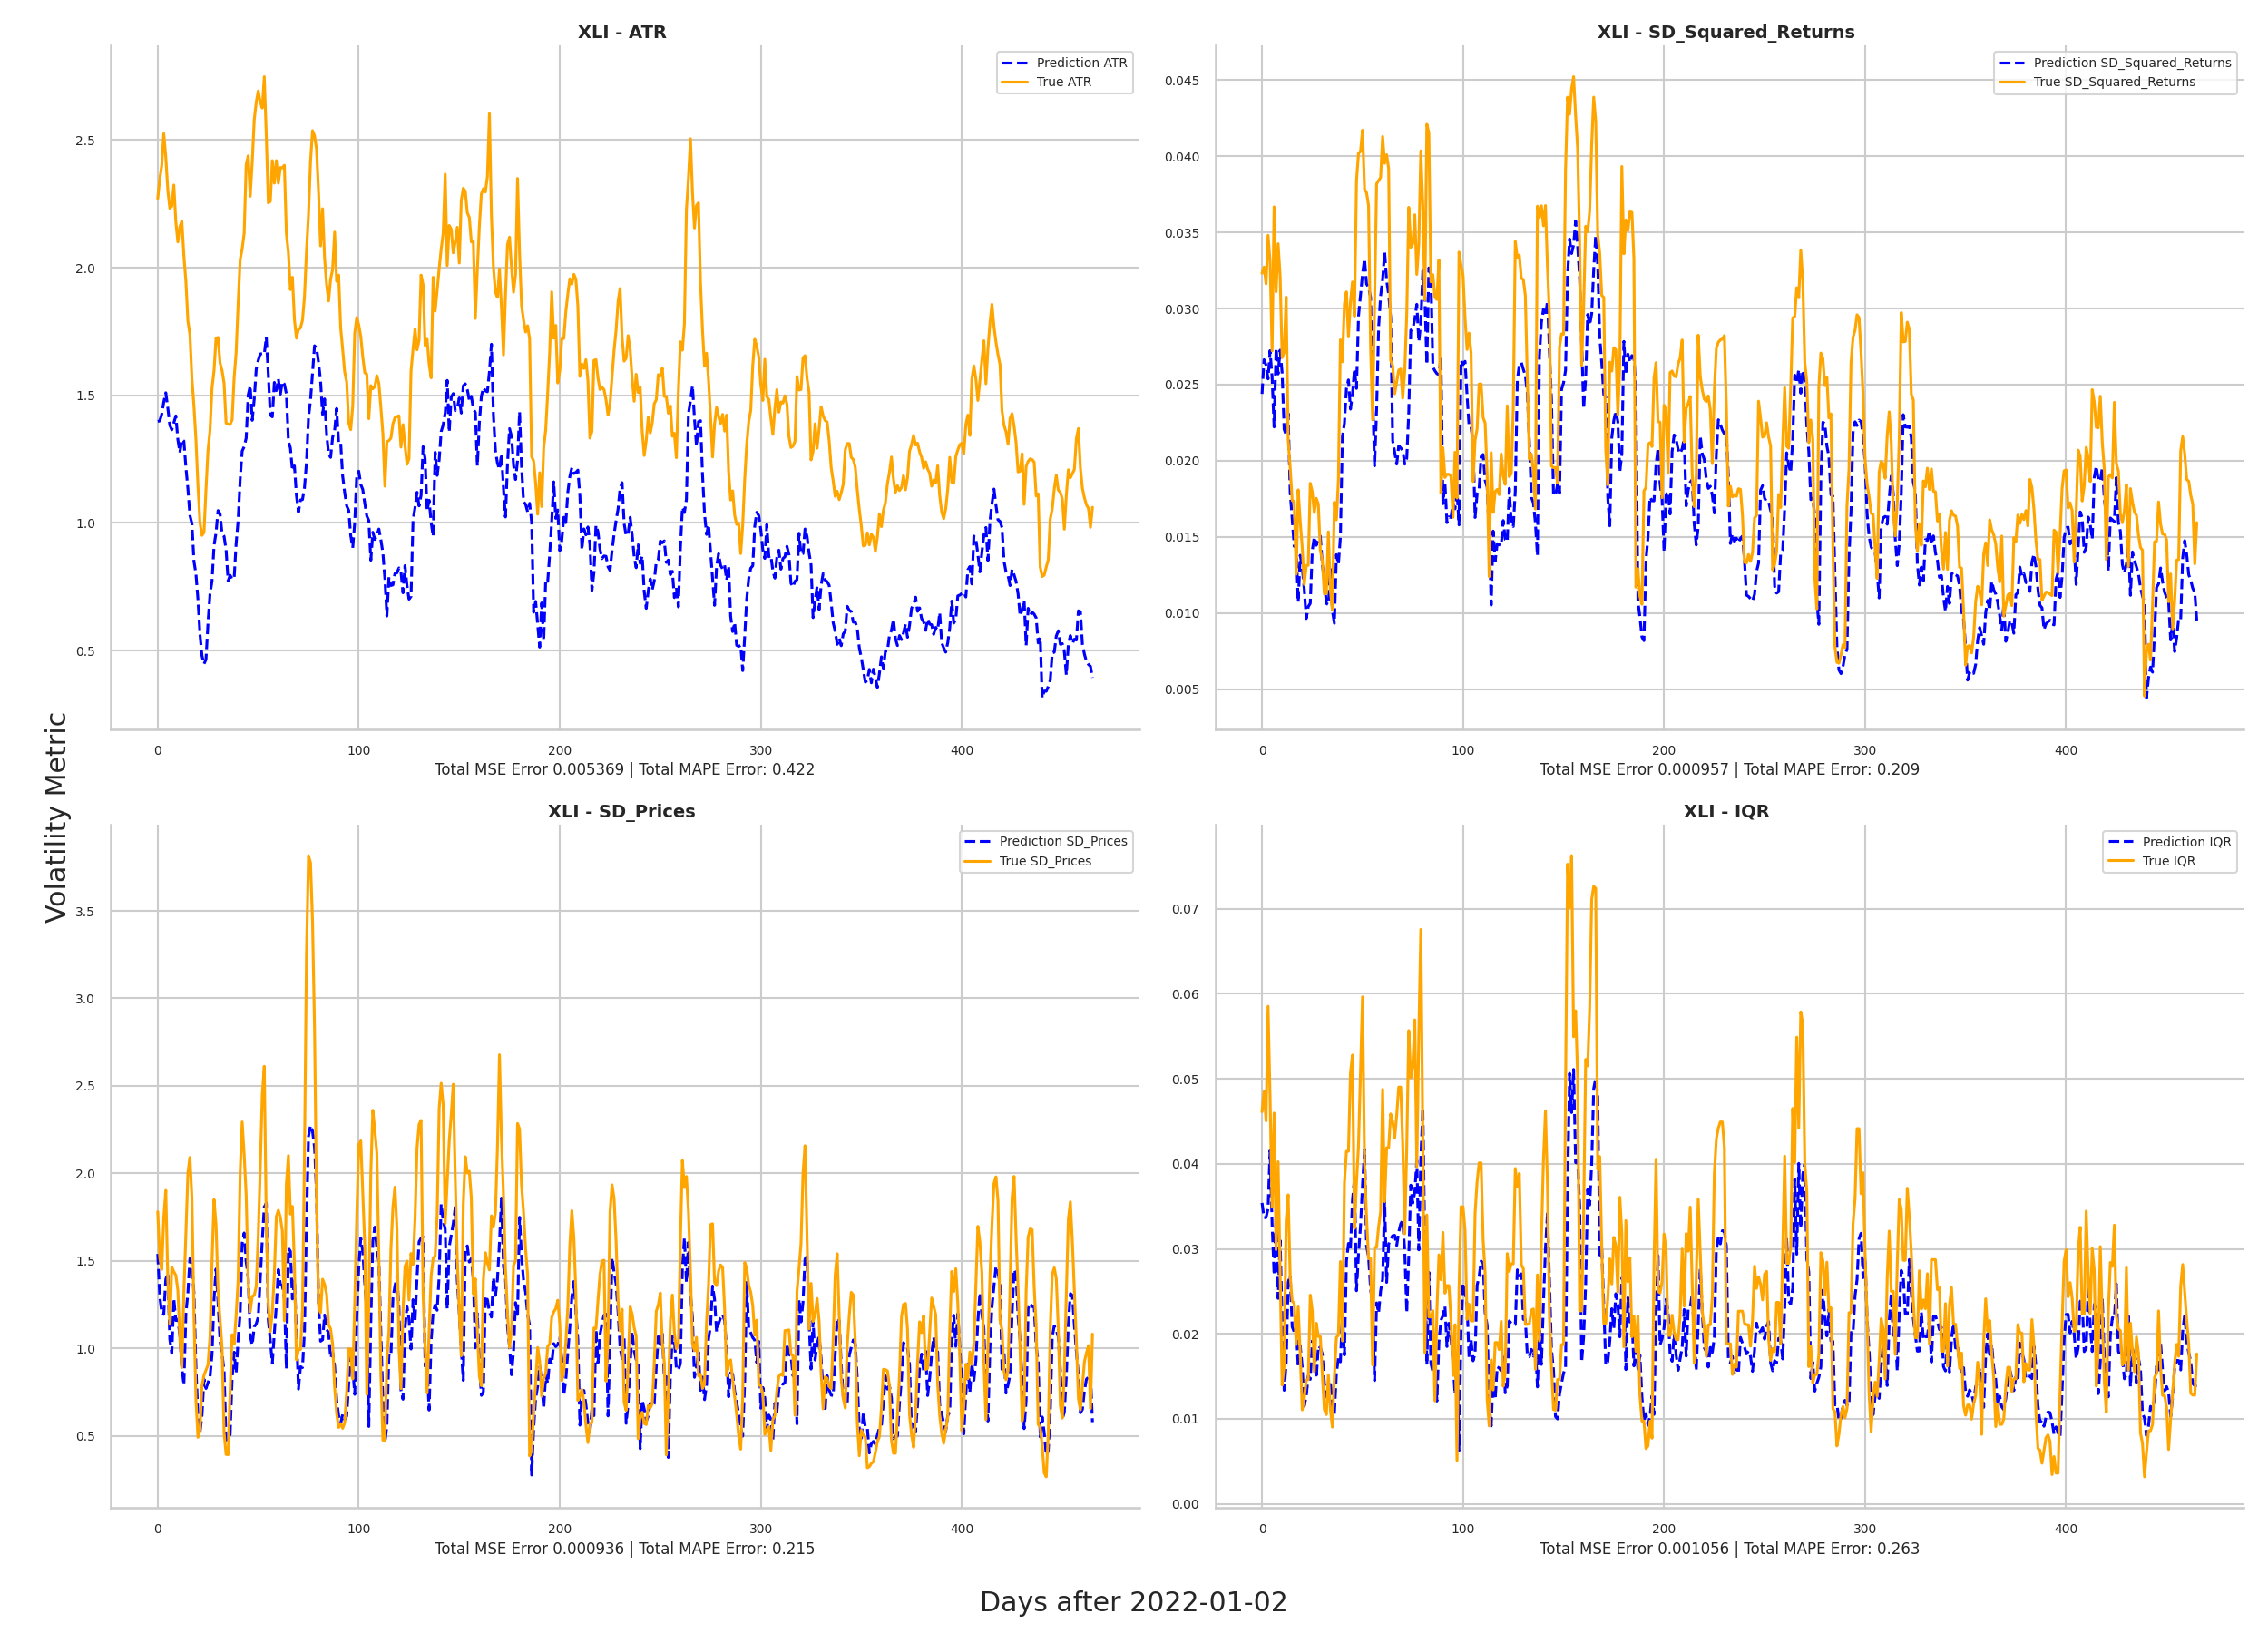 XLI - ATR
Prediction ATR
True ATR
2.5
2.0
1.5
1.0
0.5
0
100
200
300
400
Total MSE Error 0.005369 | Total MAPE Error: 0.422
XLI - SD_Squared_Returns
Prediction SD_Squared_Returns
True SD_Squared_Returns
0.045
0.040
0.035
0.030
0.025
0.020
0.015
0.010
0.005
0
100
200
300
400
Total MSE Error 0.000957 | Total MAPE Error: 0.209
Volatility Metric
XLI - SD_Prices
Prediction SD_Prices
True SD_Prices
3.5
3.0
2.5
2.0
1.5
1.0
0.5
0
100
200
300
400
Total MSE Error 0.000936 | Total MAPE Error: 0.215
XLI - IQR
Prediction IQR
True IQR
0.07
0.06
0.05
0.04
0.03
0.02
0.01
0.00
0
100
200
300
400
Total MSE Error 0.001056 | Total MAPE Error: 0.263
Days after 2022-01-02